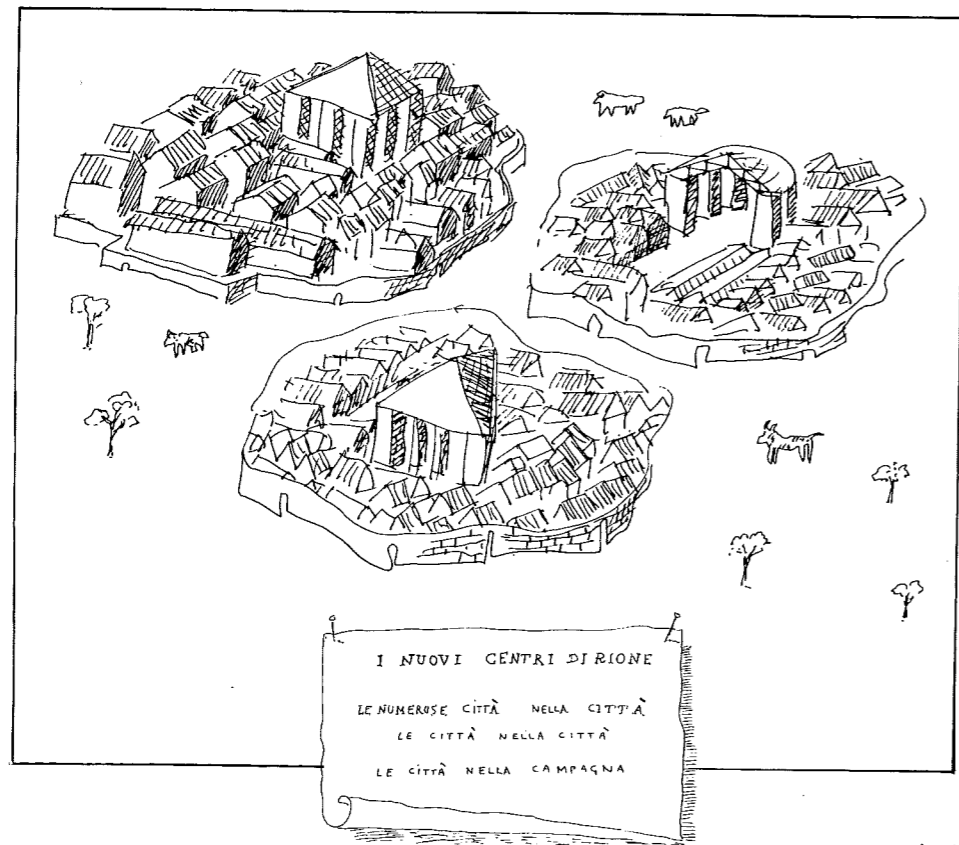 I NUOVI CENTRI DI RIONE
LE NUMEROSE CITTÀ NELLA CITTÀ
LE CITTÀ NELLA CITTÀ
LE CITTÀ NELLA CAMPAGNA